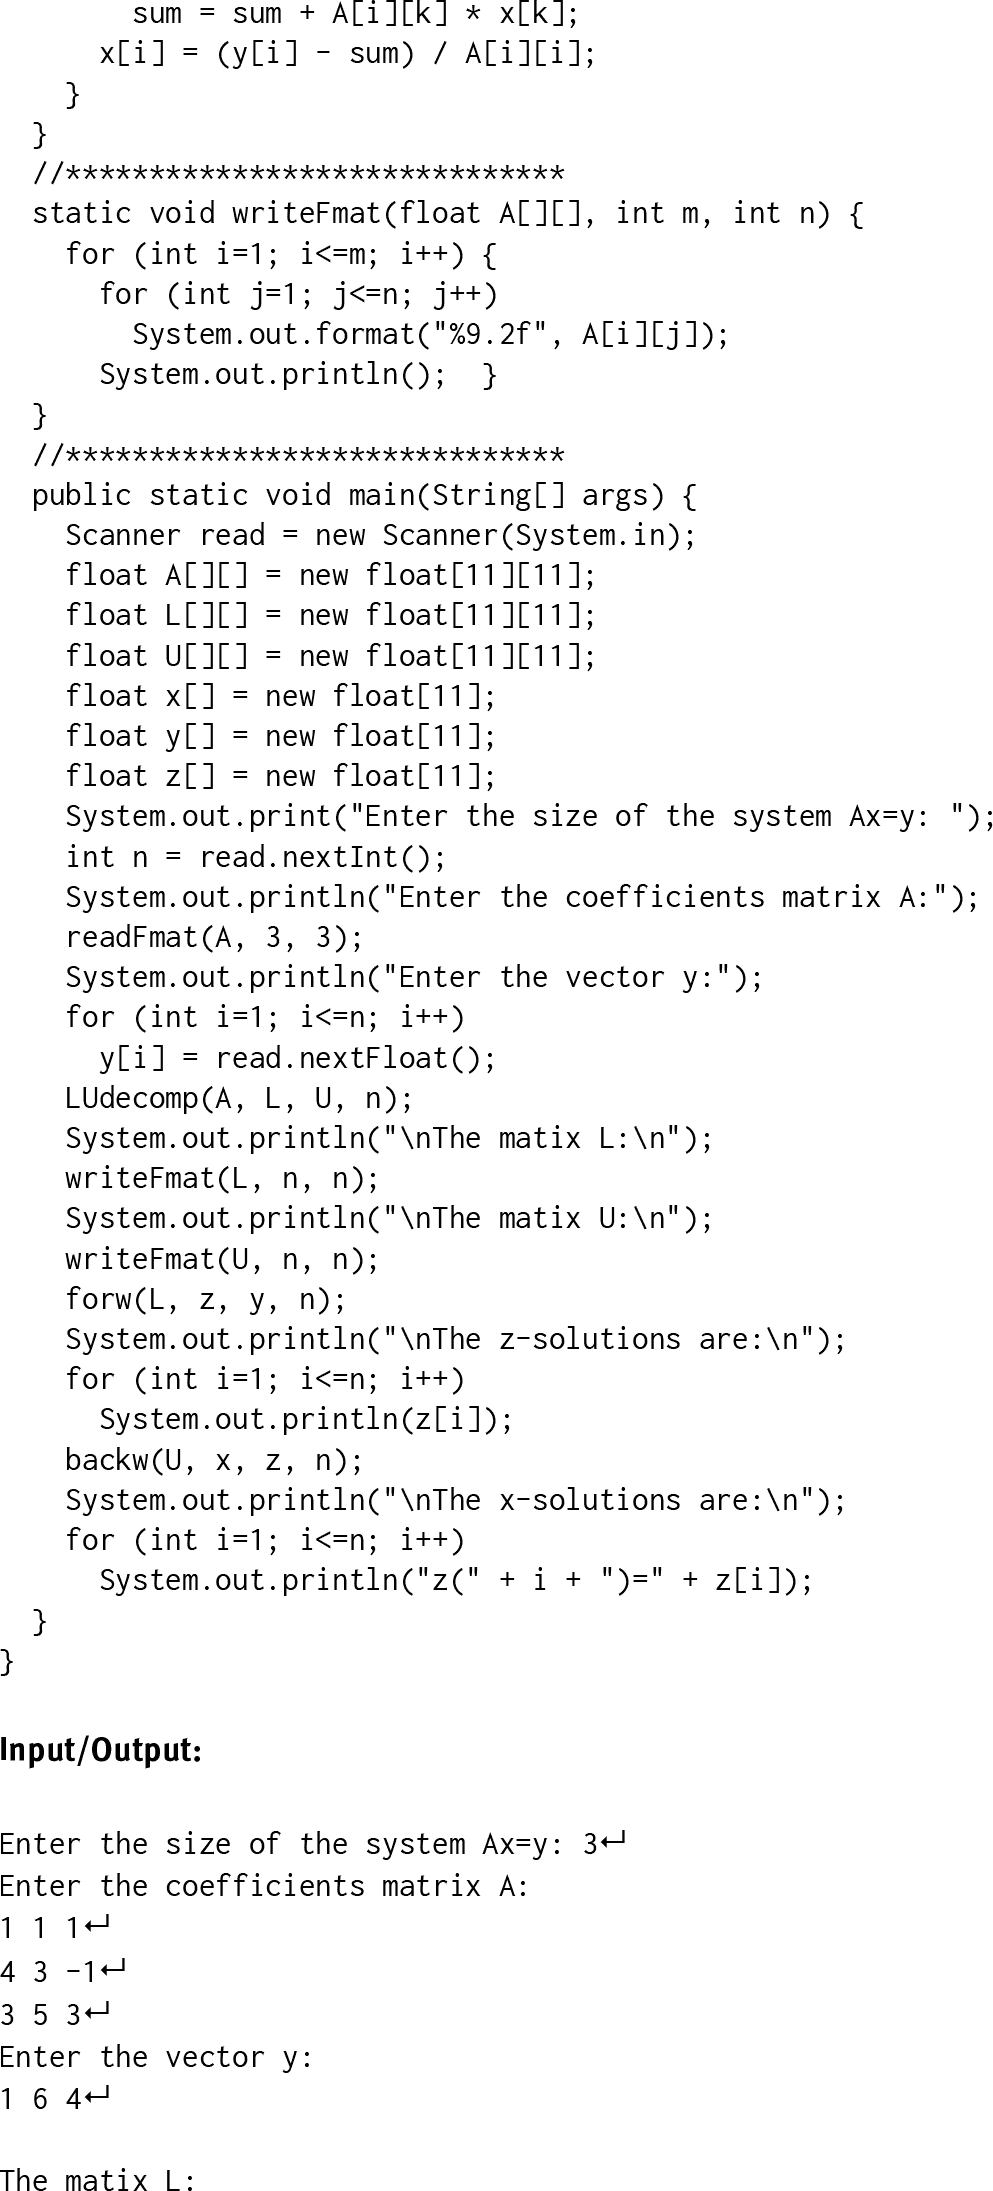 sum = sum + A[i][k] * x[k];
      x[i] = (y[i] - sum) / A[i][i];
    }
  }
  //******************************
  static void writeFmat(float A[][], int m, int n) {
    for (int i=1; i<=m; i++) {
      for (int j=1; j<=n; j++)
        System.out.format("%9.2f", A[i][j]);
      System.out.println();  }
  }
  //******************************
  public static void main(String[] args) {
    Scanner read = new Scanner(System.in);
    float A[][] = new float[11][11];
    float L[][] = new float[11][11];
    float U[][] = new float[11][11];
    float x[] = new float[11];
    float y[] = new float[11];
    float z[] = new float[11];
    System.out.print("Enter the size of the system Ax=y: ");
    int n = read.nextInt();
    System.out.println("Enter the coefficients matrix A:");
    readFmat(A, 3, 3);
    System.out.println("Enter the vector y:");
    for (int i=1; i<=n; i++)
      y[i] = read.nextFloat();
    LUdecomp(A, L, U, n);
    System.out.println("\nThe matix L:\n");
    writeFmat(L, n, n);
    System.out.println("\nThe matix U:\n");
    writeFmat(U, n, n);
    forw(L, z, y, n);
    System.out.println("\nThe z-solutions are:\n");
    for (int i=1; i<=n; i++)
      System.out.println(z[i]);
    backw(U, x, z, n);
    System.out.println("\nThe x-solutions are:\n");
    for (int i=1; i<=n; i++)
      System.out.println("z(" + i + ")=" + z[i]);
  }
}
Input/Output:
Enter the size of the system Ax=y: 3↵
Enter the coefficients matrix A:
1 1 1↵
4 3 -1↵
3 5 3↵
Enter the vector y:
1 6 4↵
The matix L: